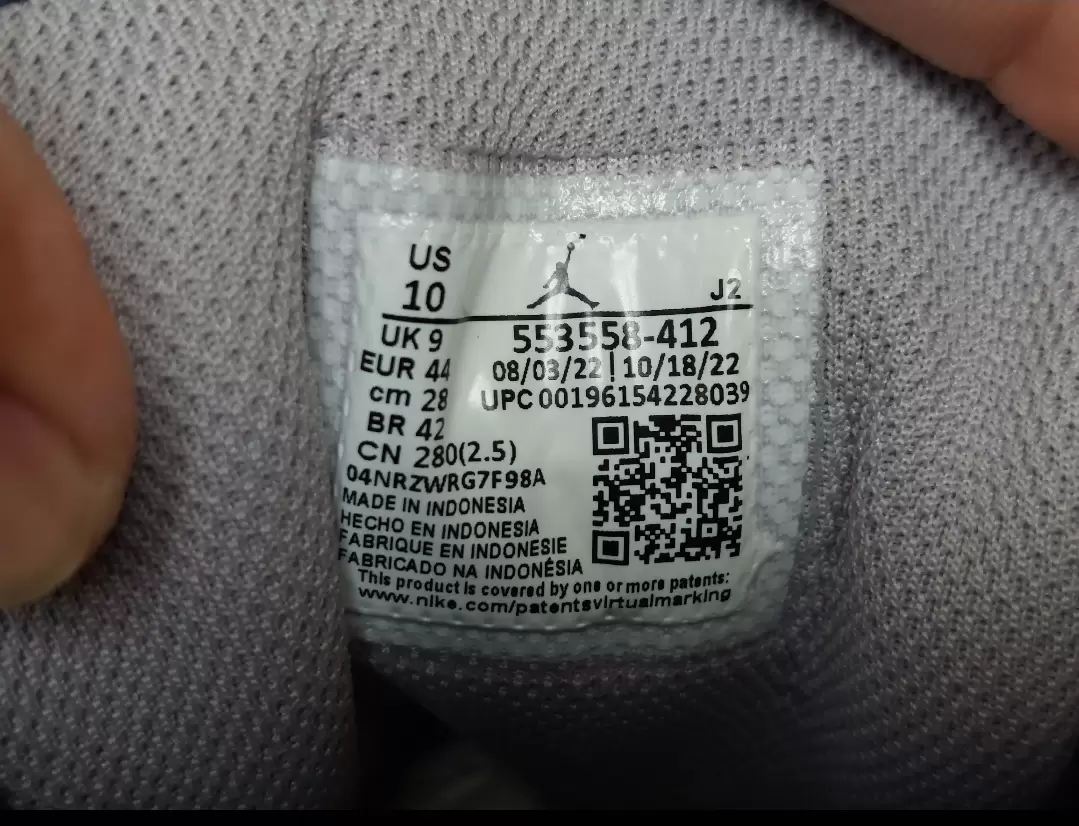 US
10
J2
UK 9
553558-412
EUR 44
08/03/22 | 10/18/22
cm 28
UPC 00196154228039
BR 42
CN 280(2.5)
04NRZWRG7F98A
MADE IN INDONESIA
HECHO EN INDONESIA
FABRIQUE EN INDONESIE
FABRICADO NA INDONÉSIA
This product is covered by one or more patents:
www.nike.com/patentsvirtualmarking